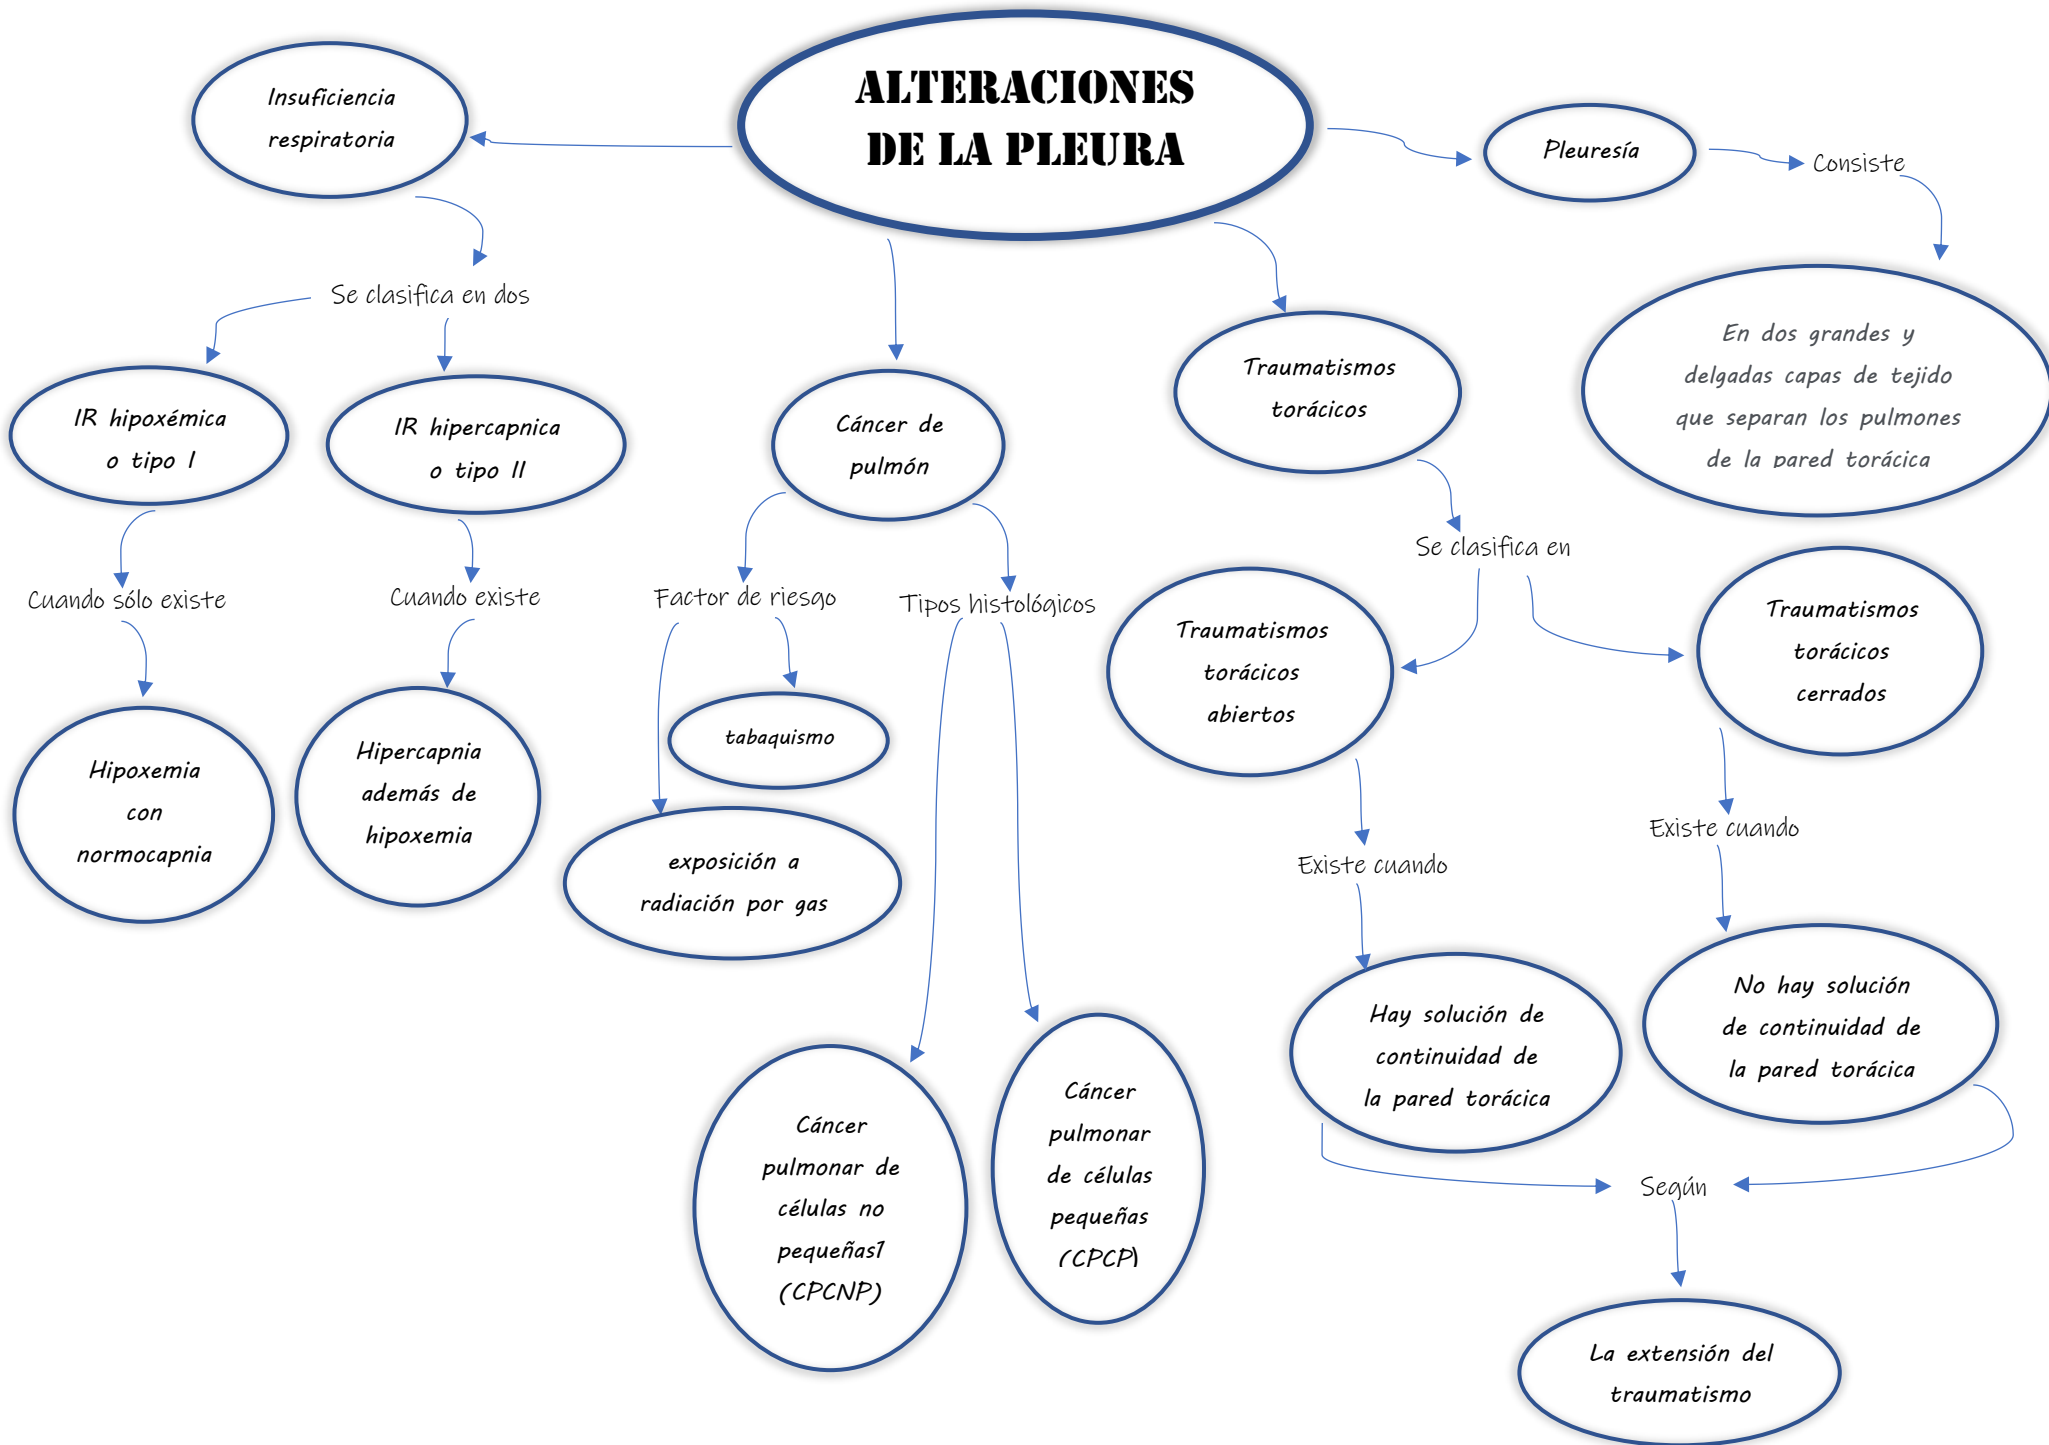 ALTERACIONES
DE LA PLEURA
Insuficiencia
respiratoria
Se clasifica en dos
IR hipoxémica
o tipo I
Cuando sólo existe
Hipoxemia
con
normocapnia
IR hipercapnica
o tipo II
Cuando existe
Hipercapnia
además de
hipoxemia
Cáncer de
pulmón
Factor de riesgo
tabaquismo
exposición a
radiación por gas
Tipos histológicos
Cáncer
pulmonar de
células no
pequeñas1
(CPCNP)
Cáncer
pulmonar
de células
pequeñas
(CPCP)
Traumatismos
torácicos
Se clasifica en
Traumatismos
torácicos
abiertos
Existe cuando
Hay solución de
continuidad de
la pared torácica
Traumatismos
torácicos
cerrados
Existe cuando
No hay solución
de continuidad de
la pared torácica
Según
La extensión del
traumatismo
Pleuresía
Consiste
En dos grandes y
delgadas capas de tejido
que separan los pulmones
de la pared torácica